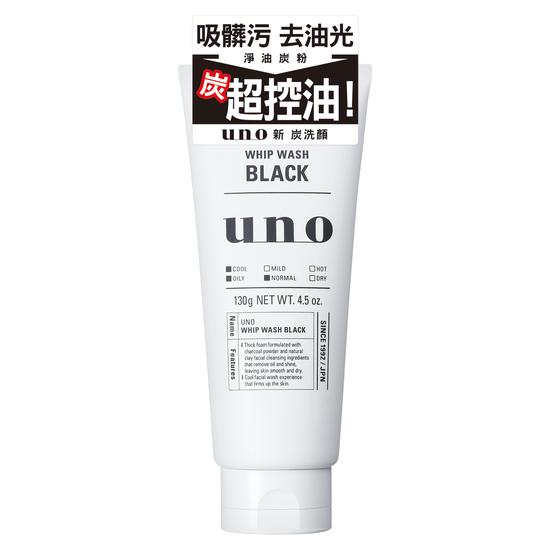 吸髒污 去油光
淨油炭粉
炭 超控油!
uno 新 炭洗顏
WHIP WASH
BLACK
uno
COOL MILD HOT
OILY NORMAL DRY
130g NET WT. 4.5 oz.
Name
UNO
WHIP WASH BLACK
Features
Thick foam formulated with
charcoal powder and natural
clay facial cleansing ingredients
that remove oil and shine,
leaving skin smooth and dry.
Cool facial wash experience
that firms up the skin.
SINCE 1992 / JPN